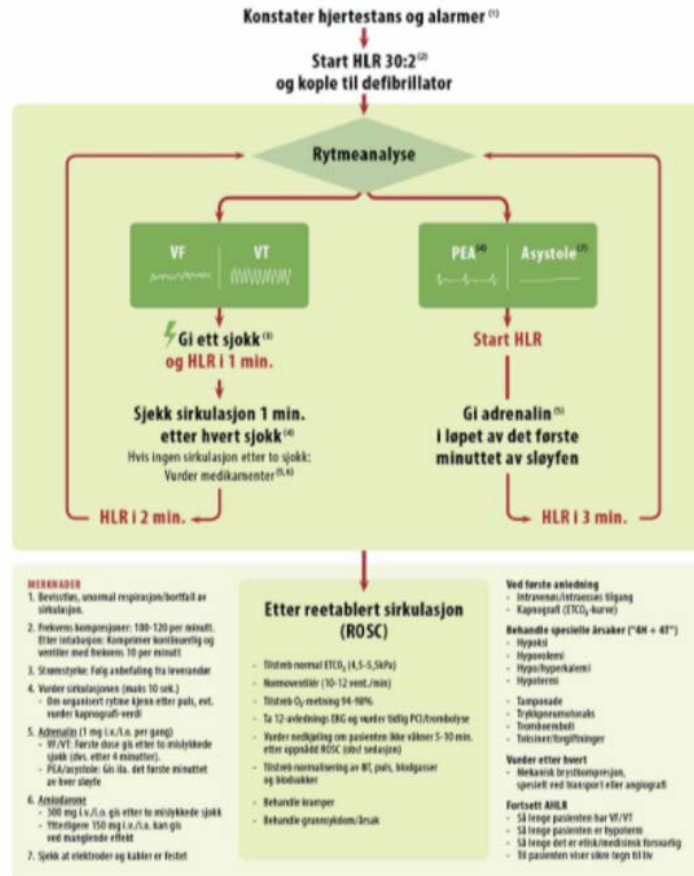 Konstater hjertestans og alarmer (1)
Start HLR 30:2 (2)
og kople til defibrillator
Rytmeanalyse
VF VT
PEA (4) Asystole (7)
Gi ett sjokk (3)
og HLR i 1 min.
Start HLR
Sjekk sirkulasjon 1 min.
etter hvert sjokk (4)
Hvis ingen sirkulasjon etter to sjokk:
Vurder medikamenter (5, 6)
Gi adrenalin (5)
i løpet av det første
minuttet av sløyfen
HLR i 2 min.
HLR i 3 min.
MERKNADER
1. Bevisstløs, unormal respirasjon/bortfall av
sirkulasjon.
2. Frekvens kompresjoner: 100-120 per minutt.
Etter intubasjon: Komprimer kontinuerlig og
ventiler med frekvens 10 per minutt
3. Strømstyrke: Følg anbefaling fra leverandør
4. Vurder sirkulasjonen (maks 10 sek.)
- Om organisert rytme kjenn etter puls, evt.
vurder kapnografi-verdi
5. Adrenalin (1 mg i.v./i.o. per gang)
- VF/VT: Første dose gis etter to mislykkede
sjokk (dvs. etter 4 minutter).
- PEA/asystole: Gis ila. det første minuttet
av hver sløyfe
6. Amiodarone
- 300 mg i.v./i.o. gis etter to mislykkede sjokk
- Ytterligere 150 mg i.v./i.o. kan gis
ved manglende effekt
7. Sjekk at elektroder og kabler er festet
Etter reetablert sirkulasjon
(ROSC)
- Tilstreb normal ETCO₂ (4,5-5,5kPa)
- Normoventilér (10-12 vent./min)
- Tilstreb O₂-metning 94-98%
- Ta 12-avlednings EKG og vurder tidlig PCI/trombolyse
- Vurder nedkjøling om pasienten ikke våkner 5-10 min.
etter oppnådd ROSC (obs! sedasjon)
- Tilstreb normalisering av BT, puls, blodgasser
og blodsukker
- Behandle kramper
- Behandle grunnsykdom/årsak
Ved første anledning
- Intravenøs/intraossøs tilgang
- Kapnografi (ETCO₂-kurve)
Behandle spesielle årsaker ("4H + 4T")
- Hypoksi
- Hypovolemi
- Hypo/hyperkalemi
- Hypotermi
- Tamponade
- Trykkpneumotoraks
- Tromboemboli
- Toksiner/forgiftninger
Vurder etter hvert
- Mekanisk brystkompresjon,
spesielt ved transport eller angiografi
Fortsett AHLR
- Så lenge pasienten har VF/VT
- Så lenge pasienten er hypoterm
- Så lenge det er etisk/medisinsk forsvarlig
- Til pasienten viser sikre tegn til liv